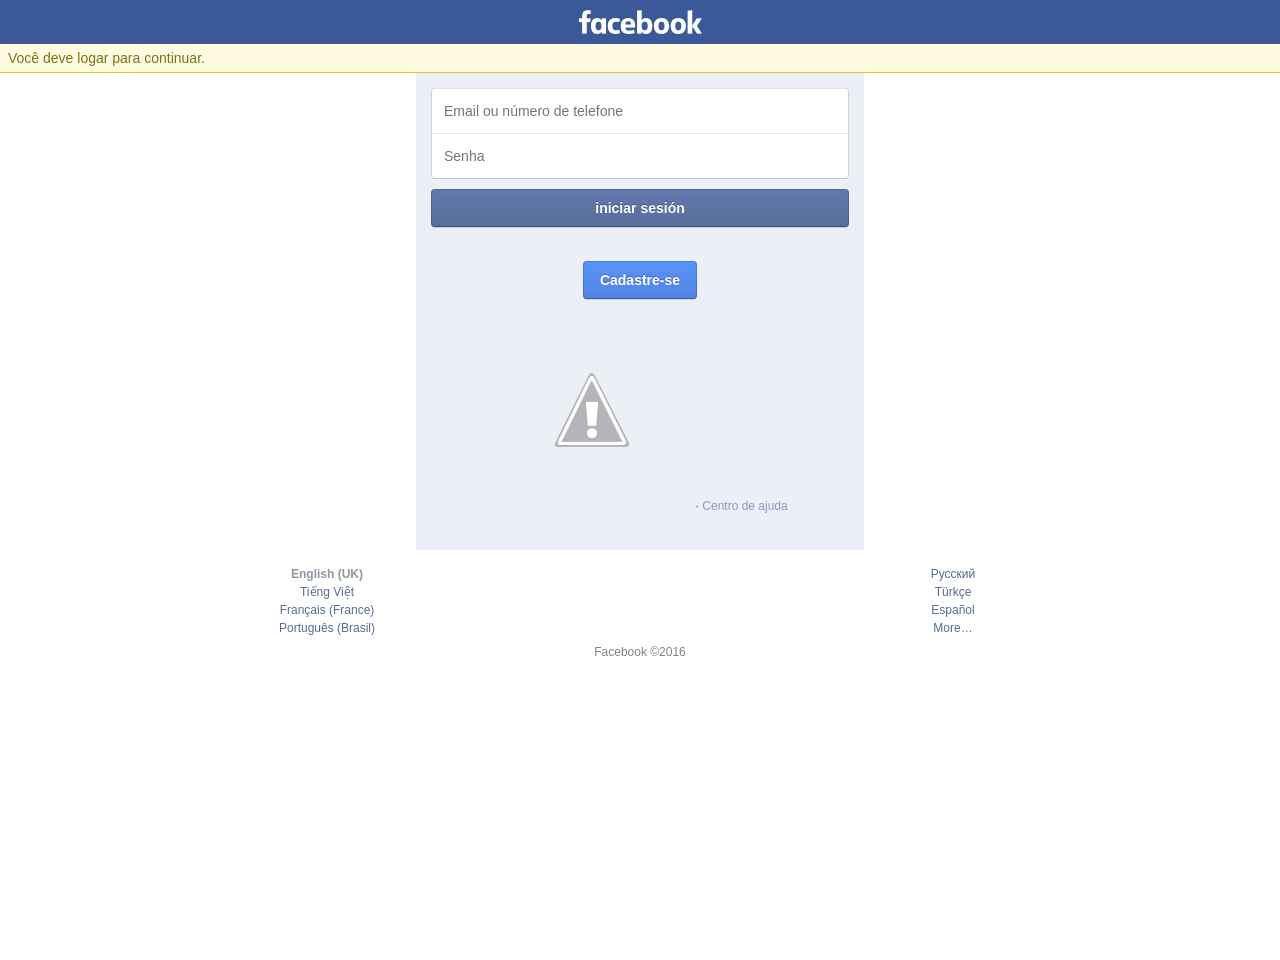 facebook
Você deve logar para continuar.
Email ou número de telefone
Senha
iniciar sesión
Cadastre-se
· Centro de ajuda
English (UK)
Tiếng Việt
Français (France)
Português (Brasil)
Русский
Türkçe
Español
More…
Facebook ©2016